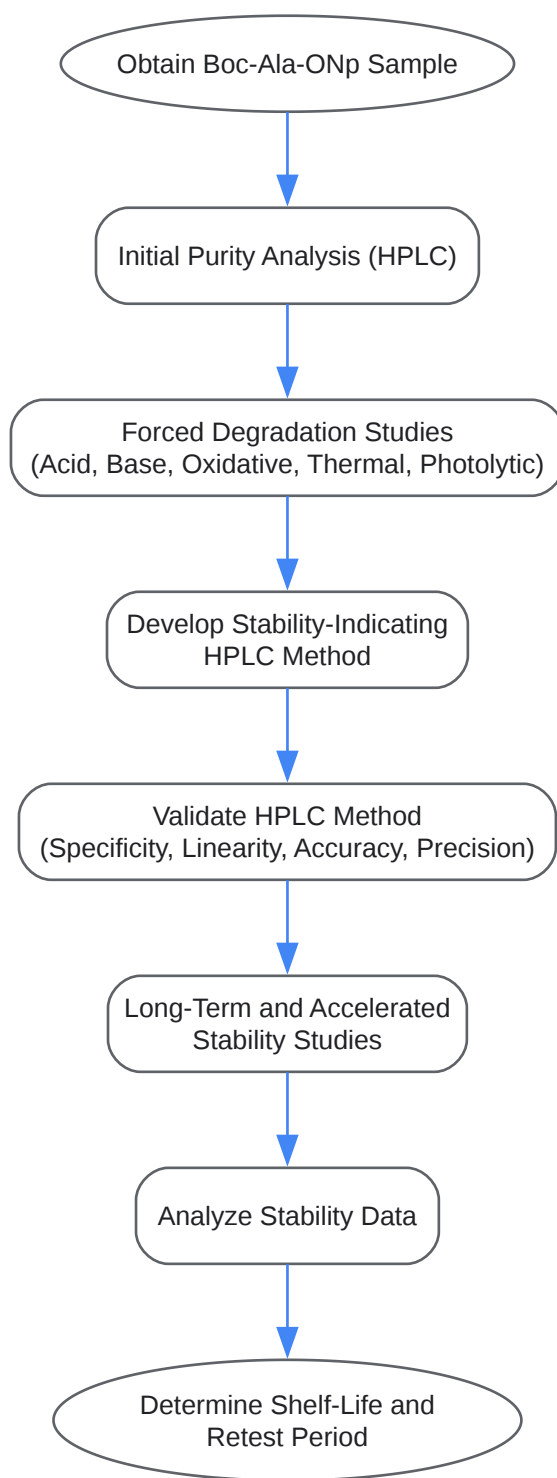 Obtain Boc-Ala-ONp Sample
Initial Purity Analysis (HPLC)
Forced Degradation Studies
(Acid, Base, Oxidative, Thermal, Photolytic)
Develop Stability-Indicating
HPLC Method
Validate HPLC Method
(Specificity, Linearity, Accuracy, Precision)
Long-Term and Accelerated
Stability Studies
Analyze Stability Data
Determine Shelf-Life and
Retest Period